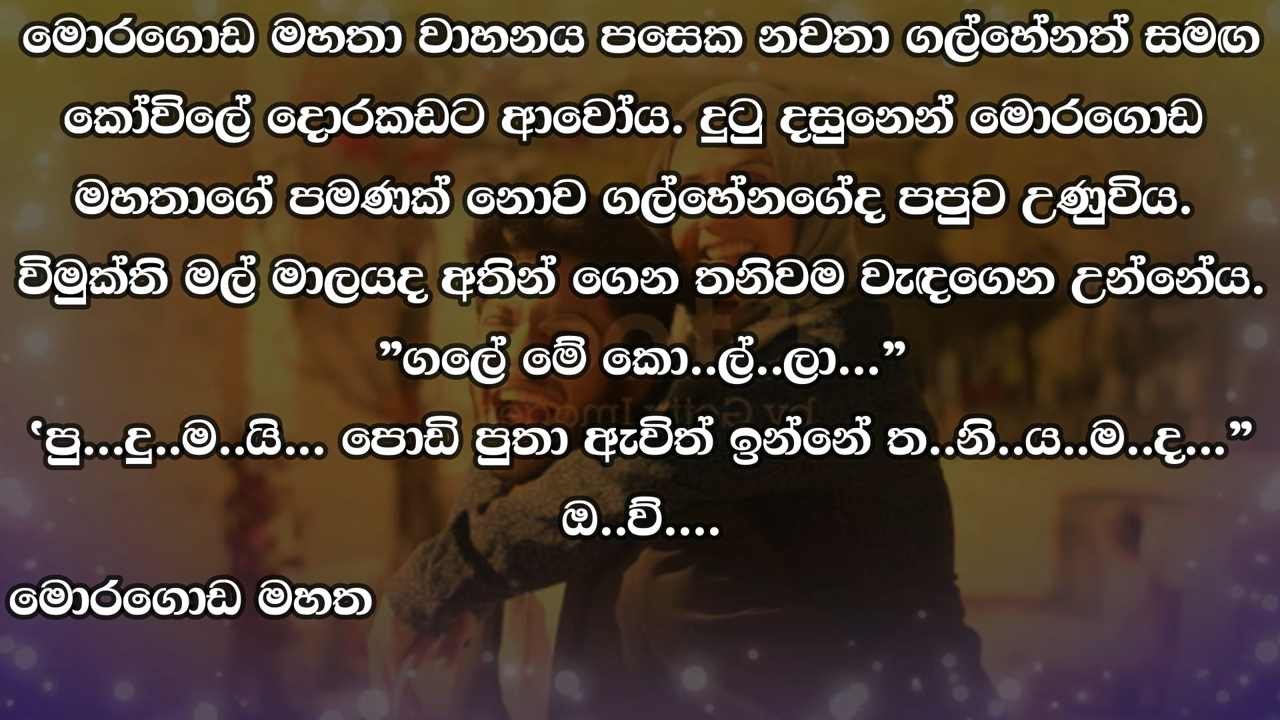 මොරගොඩ මහතා වාහනය පසෙක නවතා ගල්හේනත් සමඟ
කෝවිලේ දොරකඩට ආවෝය. දුටු දසුනෙන් මොරගොඩ
මහතාගේ පමණක් නොව ගල්හේනගේද පපුව උණුවිය.
විමුක්ති මල් මාලයද අතින් ගෙන තනිවම වැඳගෙන උන්නේය.
”ගලේ මේ කො..ල්..ලා...”
‘පු...දු..ම..යි... පොඩි පුතා ඇවිත් ඉන්නේ ත..නි..ය..ම..ද...”
ඔ..ව්....
මොරගොඩ මහත